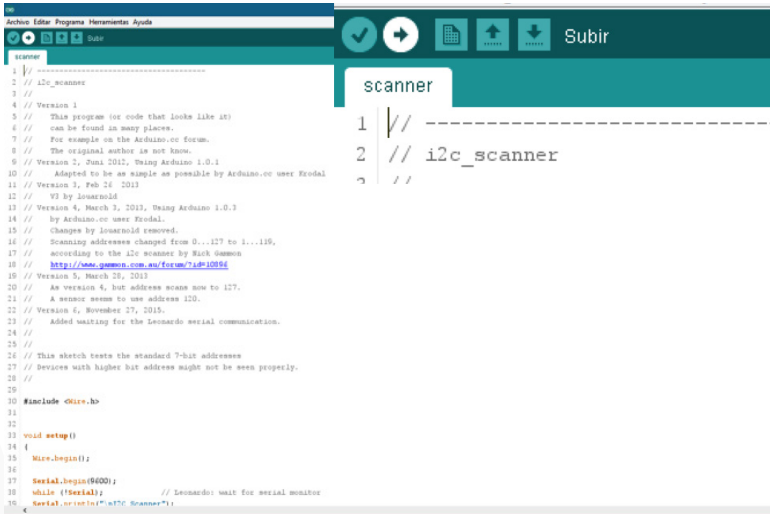 Archivo Editar Programa Herramientas Ayuda
Subir
scanner
1 // --------------------------------------
2 // i2c_scanner
3 //
4 // Version 1
5 //    This program (or code that looks like it)
6 //    can be found in many places.
7 //    For example on the Arduino.cc forum.
8 //    The original author is not know.
9 // Version 2, Juni 2012, Using Arduino 1.0.1
10 //     Adapted to be as simple as possible by Arduino.cc user Krodal
11 // Version 3, Feb 26  2013
12 //    V3 by louarnold
13 // Version 4, March 3, 2013, Using Arduino 1.0.3
14 //    by Arduino.cc user Krodal.
15 //    Changes by louarnold removed.
16 //    Scanning addresses changed from 0...127 to 1...119,
17 //    according to the i2c scanner by Nick Gammon
18 //    http://www.gammon.com.au/forum/?id=10896
19 // Version 5, March 28, 2013
20 //    As version 4, but address scans now to 127.
21 //    A sensor seems to use address 120.
22 // Version 6, November 27, 2015.
23 //    Added waiting for the Leonardo serial communication.
24 //
25 //
26 // This sketch tests the standard 7-bit addresses
27 // Devices with higher bit address might not be seen properly.
28 //
29
30 #include <Wire.h>
31
32
33 void setup()
34 {
35   Wire.begin();
36
37   Serial.begin(9600);
38   while (!Serial);             // Leonardo: wait for serial monitor
39   Serial.println("\nI2C Scanner");
Subir
scanner
1 // -----------------------------
2 // i2c_scanner
3 //